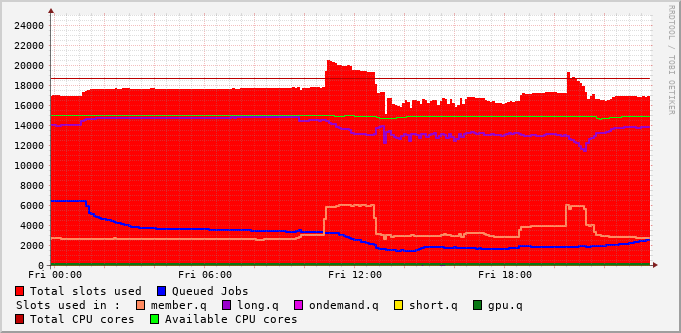 24000
22000
20000
18000
16000
14000
12000
10000
8000
6000
4000
2000
0
Fri 00:00 Fri 06:00 Fri 12:00 Fri 18:00
Total slots used Queued Jobs
Slots used in : member.q long.q ondemand.q short.q gpu.q
Total CPU cores Available CPU cores
RRDTOOL / TOBI OETIKER